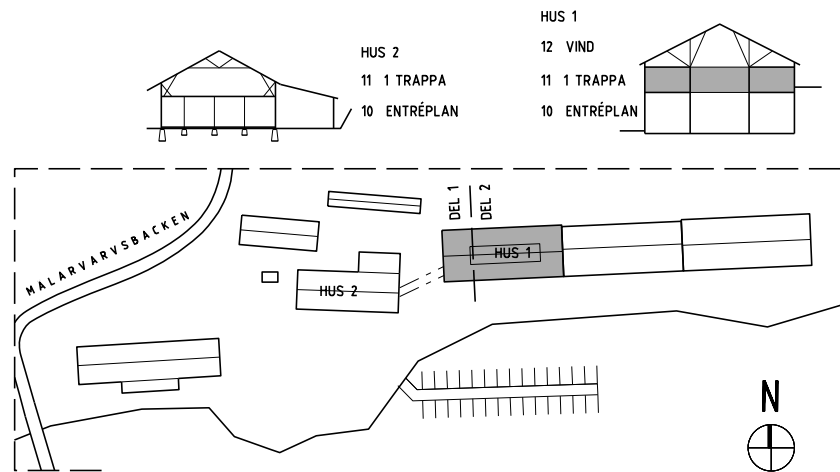 HUS 1
12 VIND
11 1 TRAPPA
10 ENTRÉPLAN
HUS 2
11 1 TRAPPA
10 ENTRÉPLAN
MALARVARVSBACKEN
DEL 1
DEL 2
HUS 1
HUS 2
N